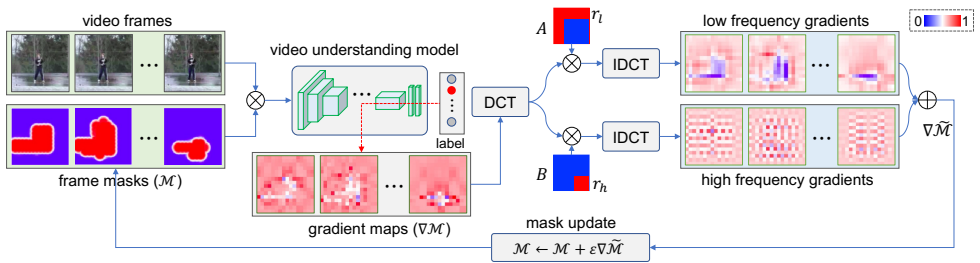 video frames
frame masks (ℳ)
video understanding model
label
gradient maps (∇ℳ)
DCT
A
r_l
B
r_h
IDCT
IDCT
low frequency gradients
high frequency gradients
0
1
∇ℳ̃
mask update
ℳ ← ℳ + ε∇ℳ̃